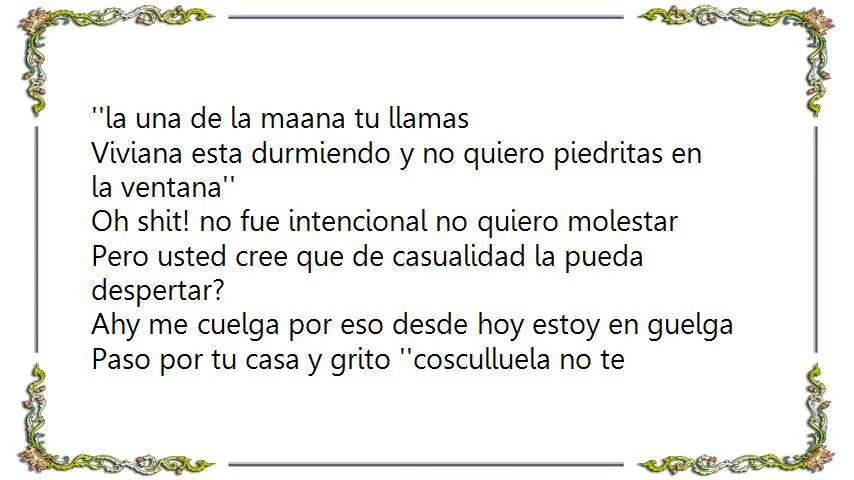 ''la una de la maana tu llamas
Viviana esta durmiendo y no quiero piedritas en
la ventana''
Oh shit! no fue intencional no quiero molestar
Pero usted cree que de casualidad la pueda
despertar?
Ahy me cuelga por eso desde hoy estoy en guelga
Paso por tu casa y grito ''cosculluela no te